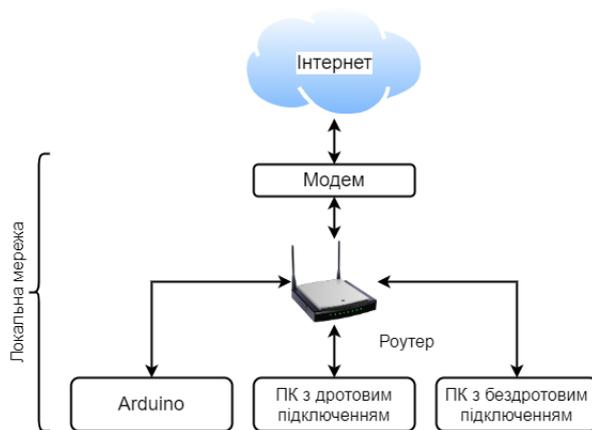 Інтернет
Модем
Локальна мережа
Роутер
Arduino
ПК з дротовим
підключенням
ПК з бездротовим
підключенням